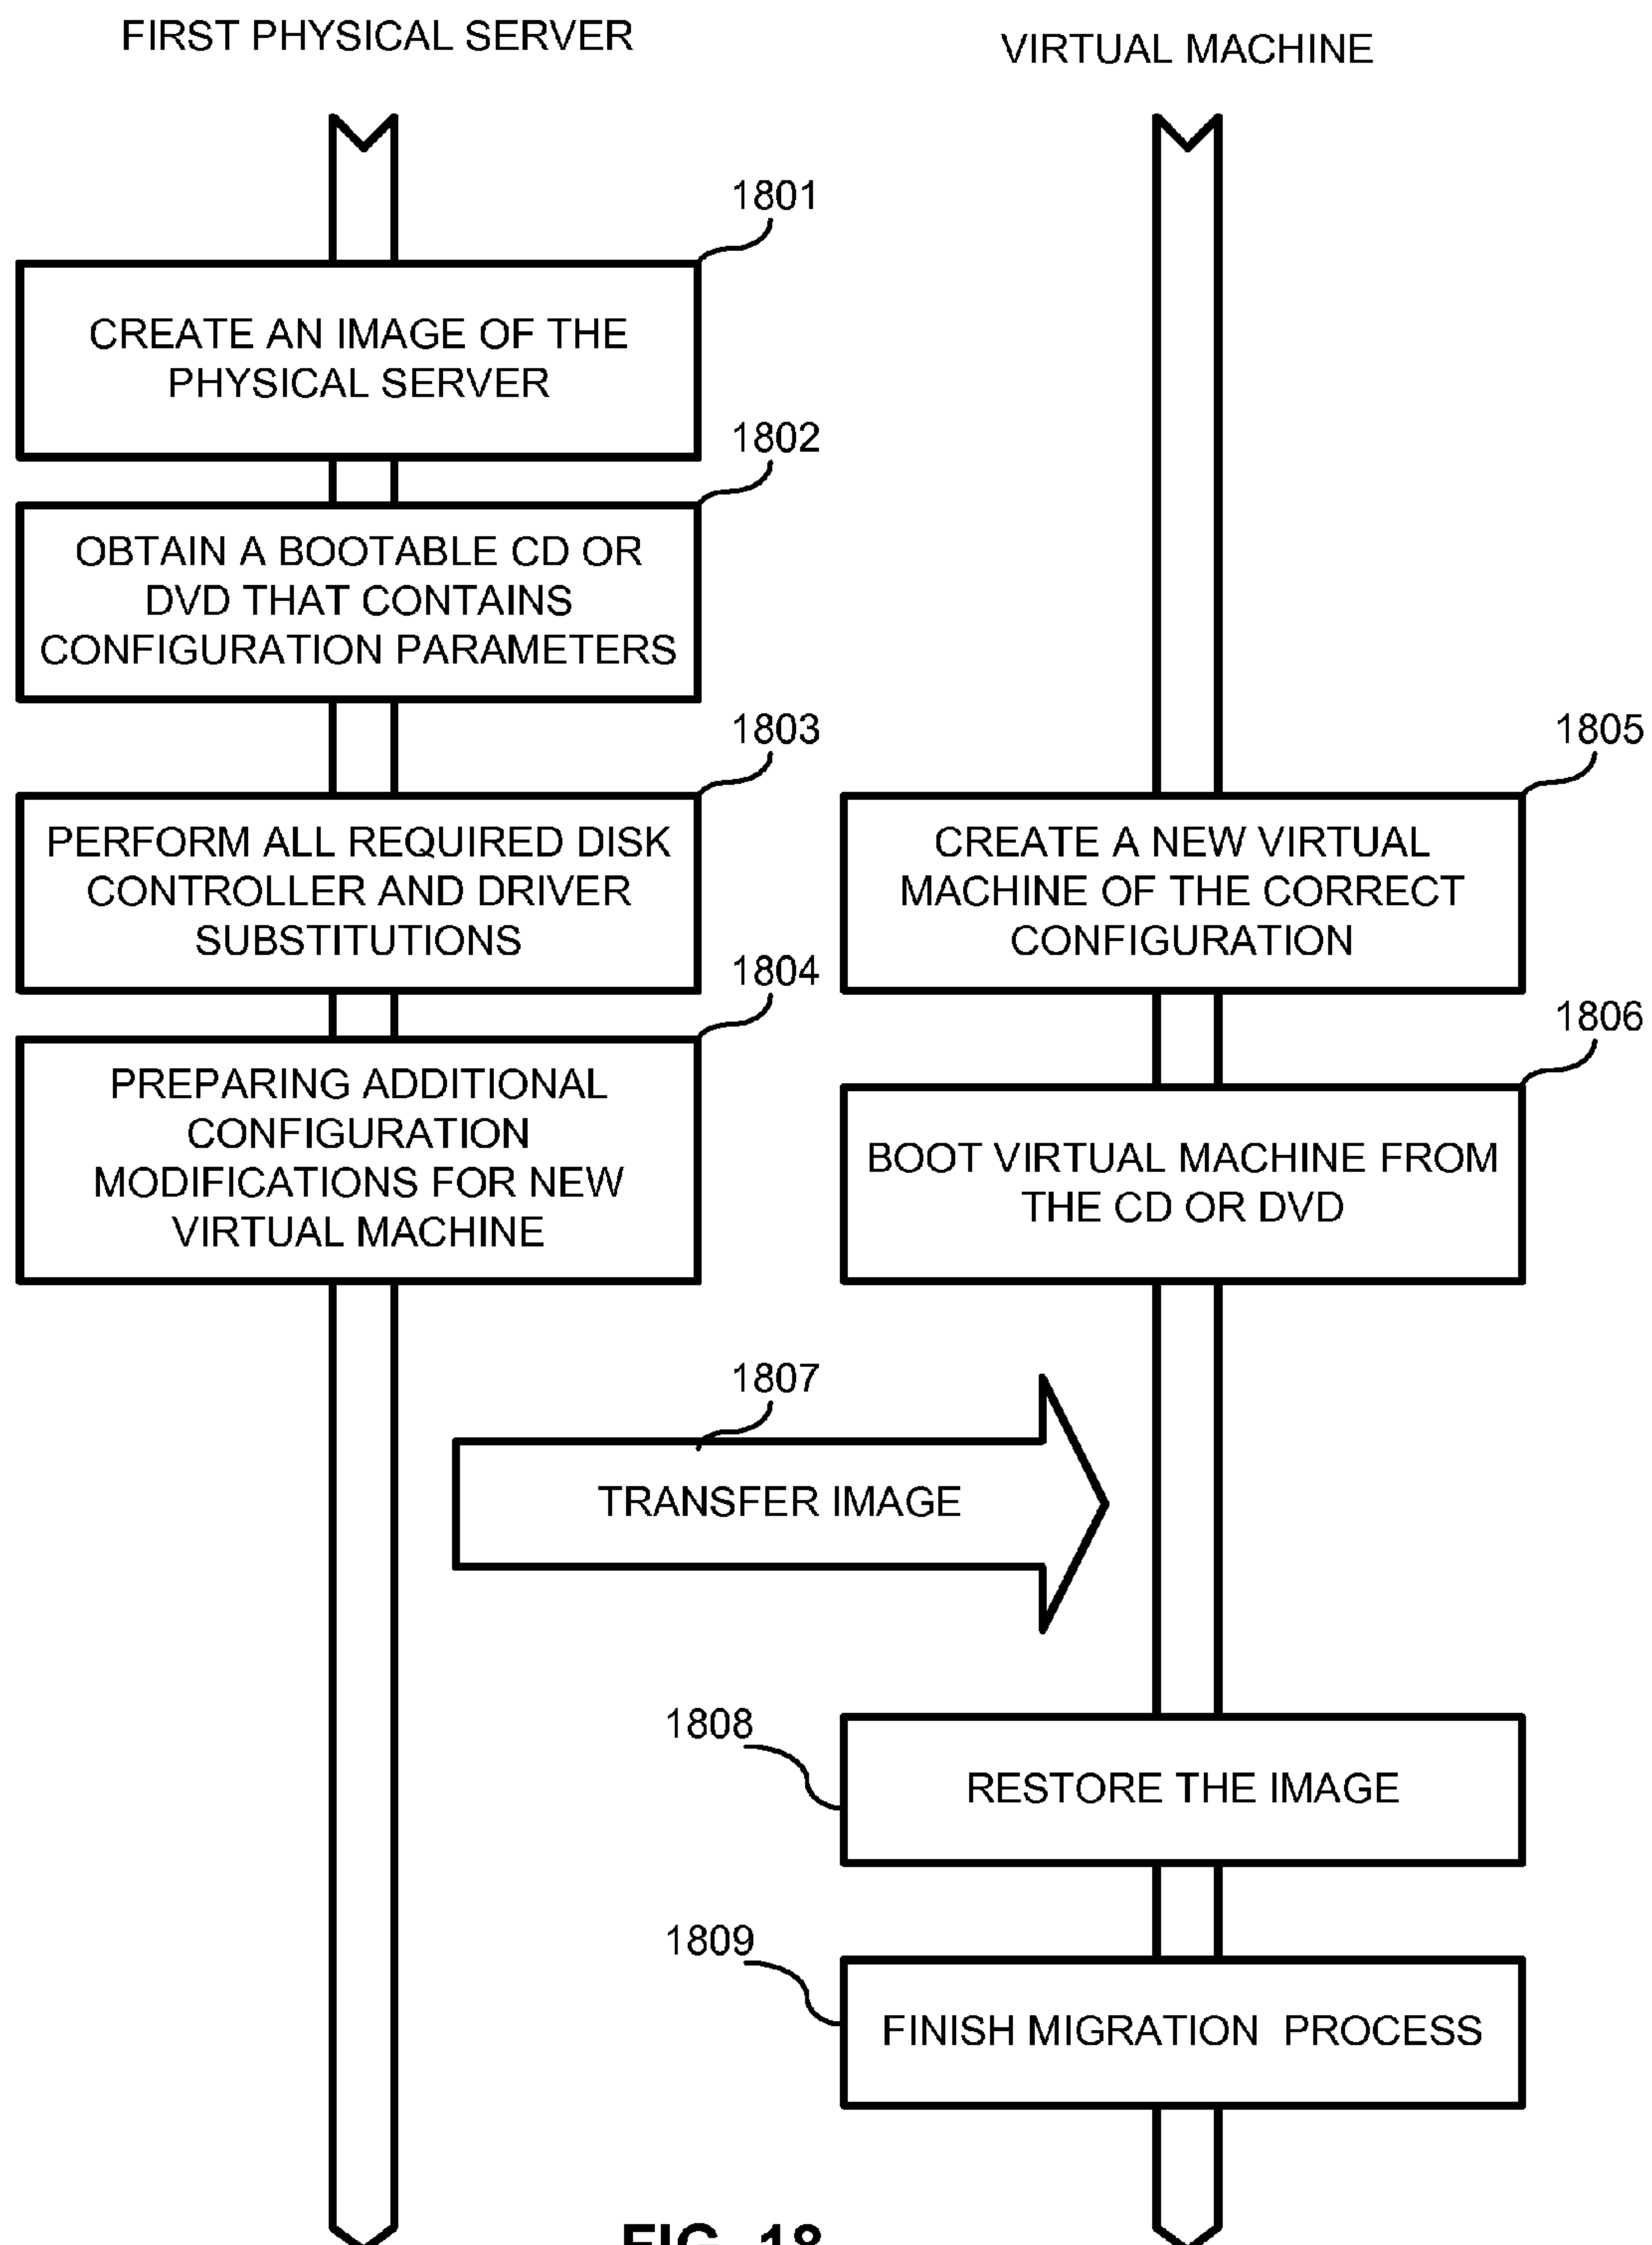 FIRST PHYSICAL SERVER
VIRTUAL MACHINE
1801
CREATE AN IMAGE OF THE
PHYSICAL SERVER
1802
OBTAIN A BOOTABLE CD OR
DVD THAT CONTAINS
CONFIGURATION PARAMETERS
1803
PERFORM ALL REQUIRED DISK
CONTROLLER AND DRIVER
SUBSTITUTIONS
1805
CREATE A NEW VIRTUAL
MACHINE OF THE CORRECT
CONFIGURATION
1804
PREPARING ADDITIONAL
CONFIGURATION
MODIFICATIONS FOR NEW
VIRTUAL MACHINE
1806
BOOT VIRTUAL MACHINE FROM
THE CD OR DVD
1807
TRANSFER IMAGE
1808
RESTORE THE IMAGE
1809
FINISH MIGRATION PROCESS
FIG. 18